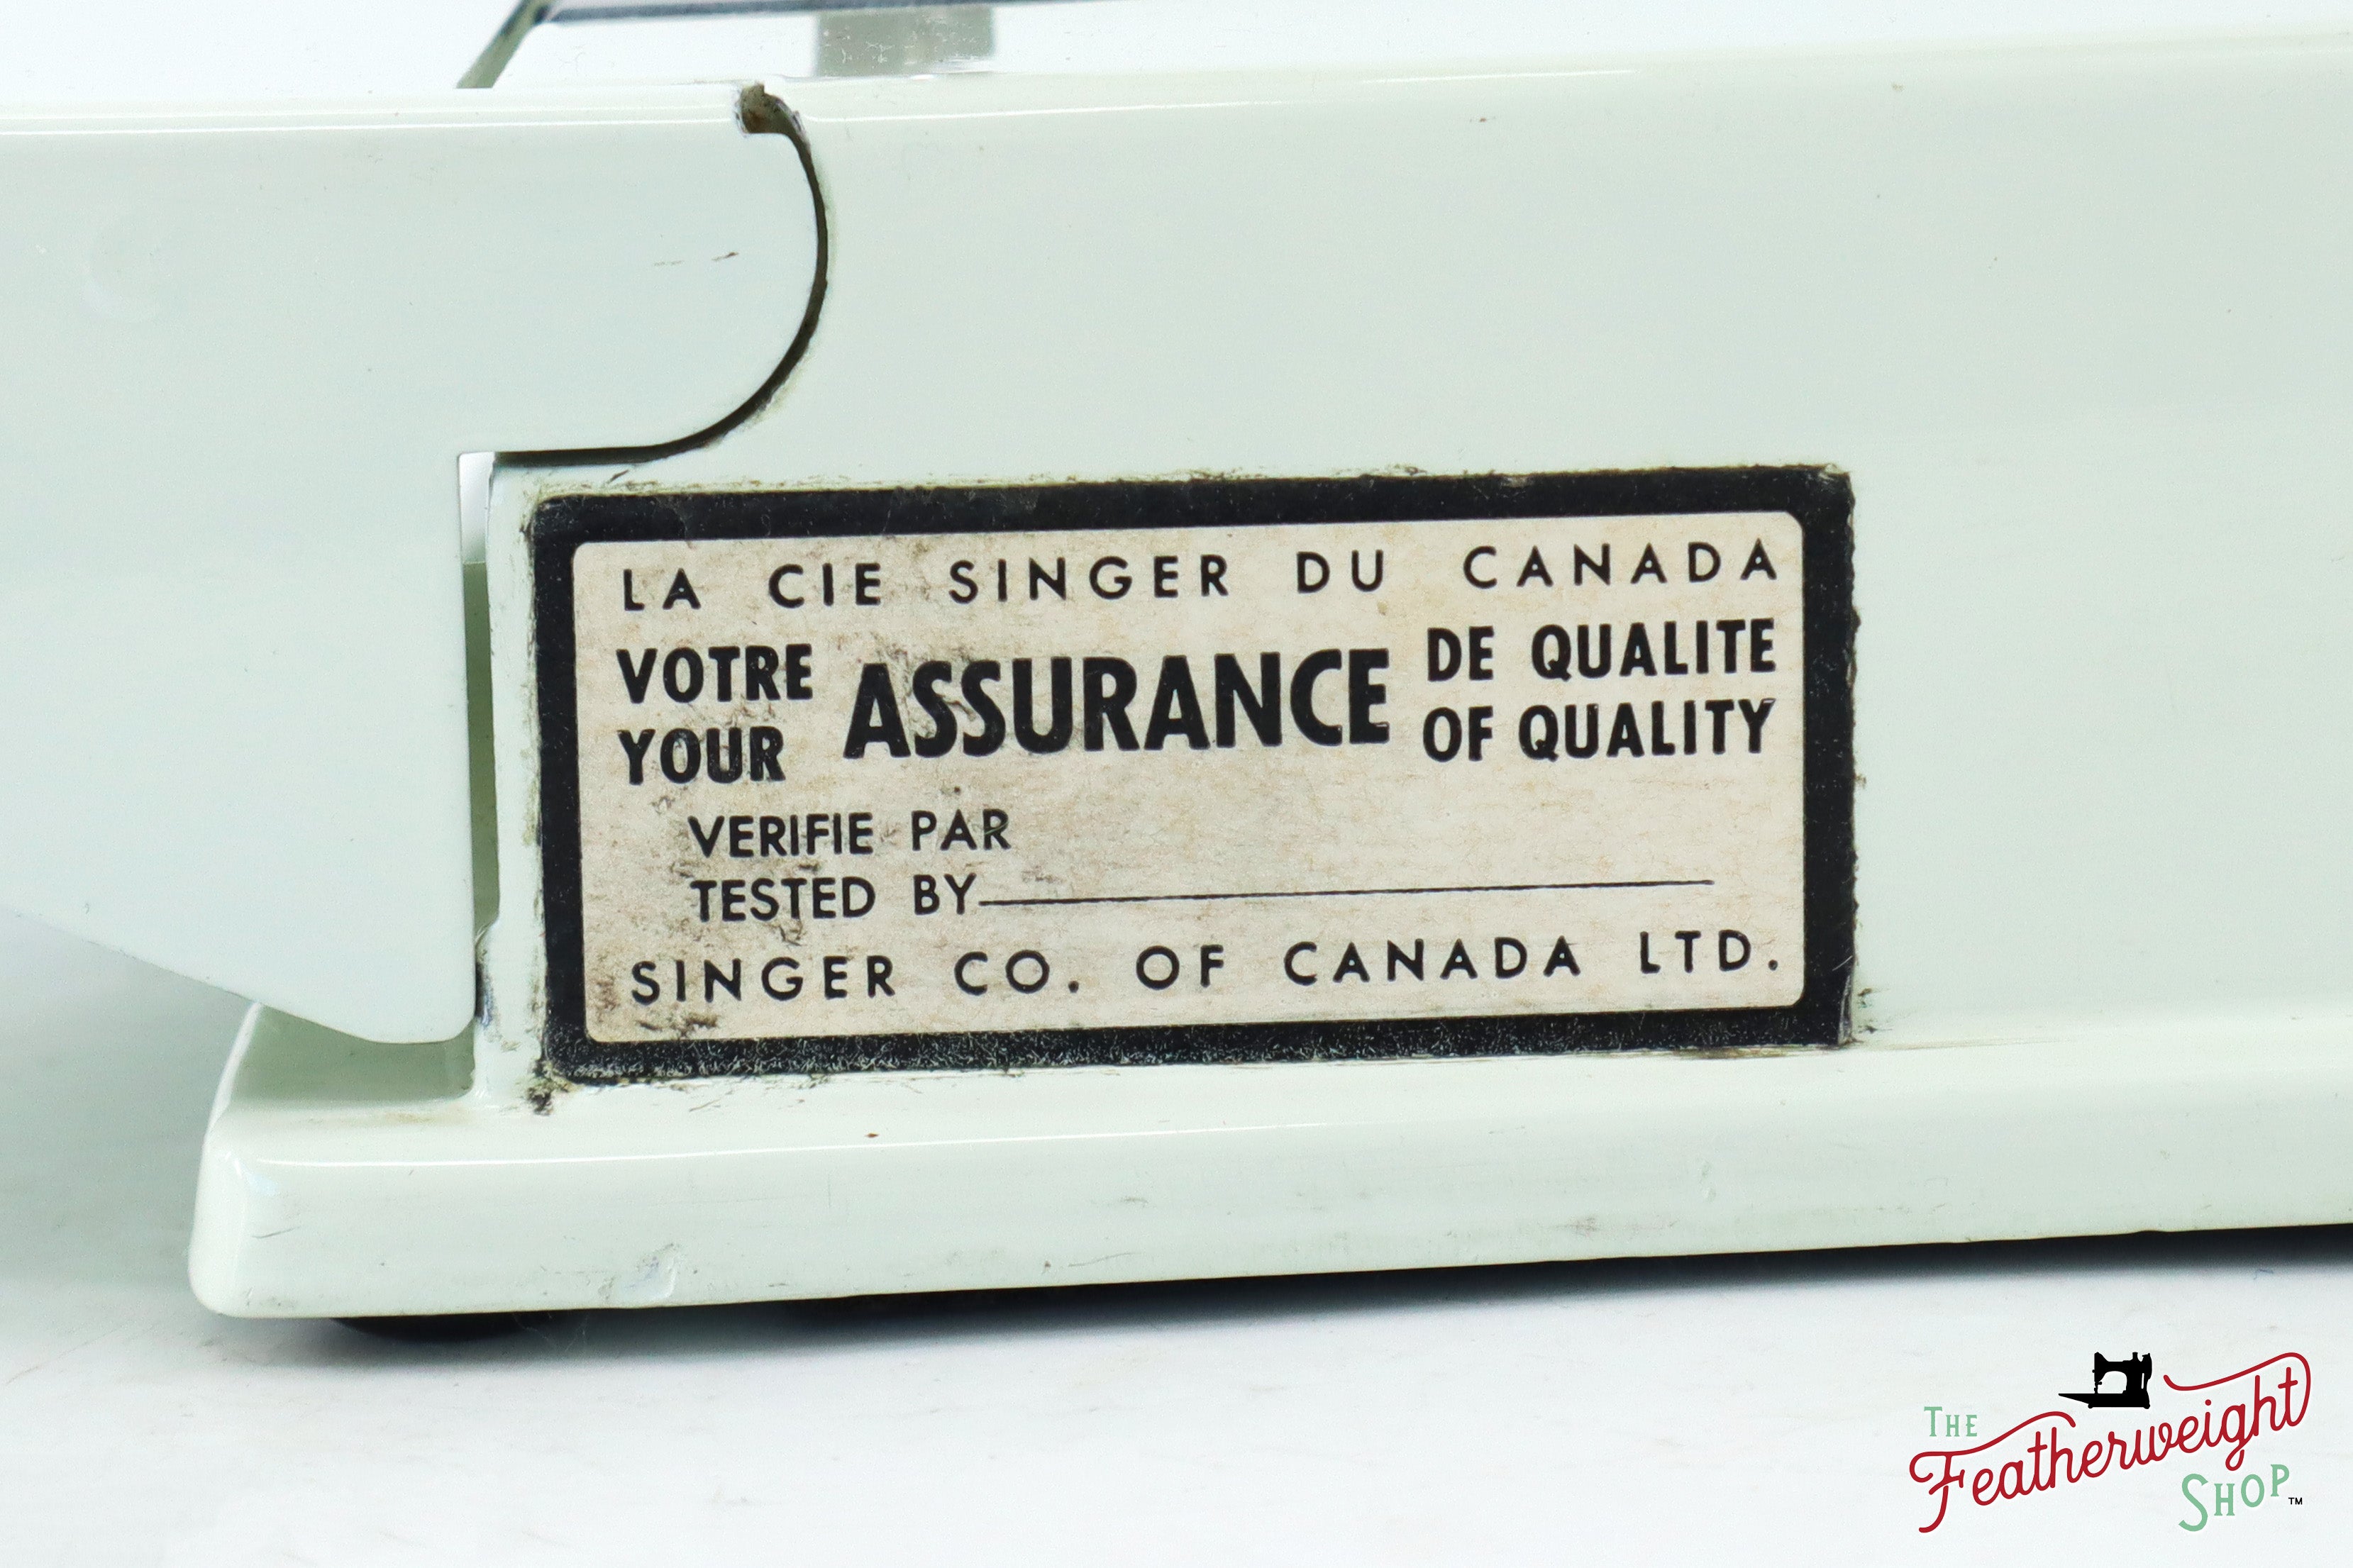 LA CIE SINGER DU CANADA
VOTRE ASSURANCE DE QUALITE
YOUR OF QUALITY
VERIFIE PAR
TESTED BY
SINGER CO. OF CANADA LTD.
THE
Featherweight
SHOP™